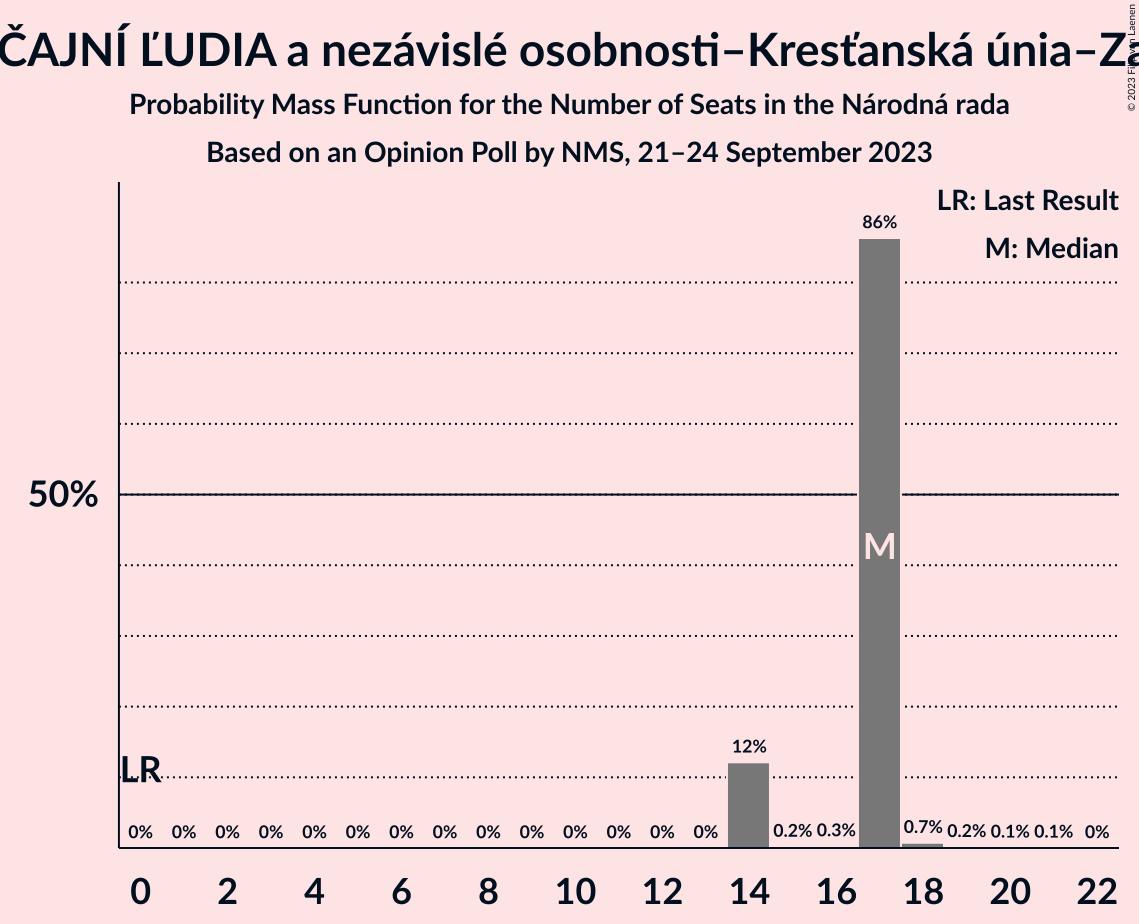 ČAJNÍ ĽUDIA a nezávislé osobnosti–Kresťanská únia–Za
© 2023 Filip van Laenen
Probability Mass Function for the Number of Seats in the Národná rada
Based on an Opinion Poll by NMS, 21–24 September 2023
LR: Last Result
M: Median
86%
50%
M
LR
12%
0% 0% 0% 0% 0% 0% 0% 0% 0% 0% 0% 0% 0% 0% 0.2% 0.3% 0.7% 0.2% 0.1% 0.1% 0%
0 2 4 6 8 10 12 14 16 18 20 22